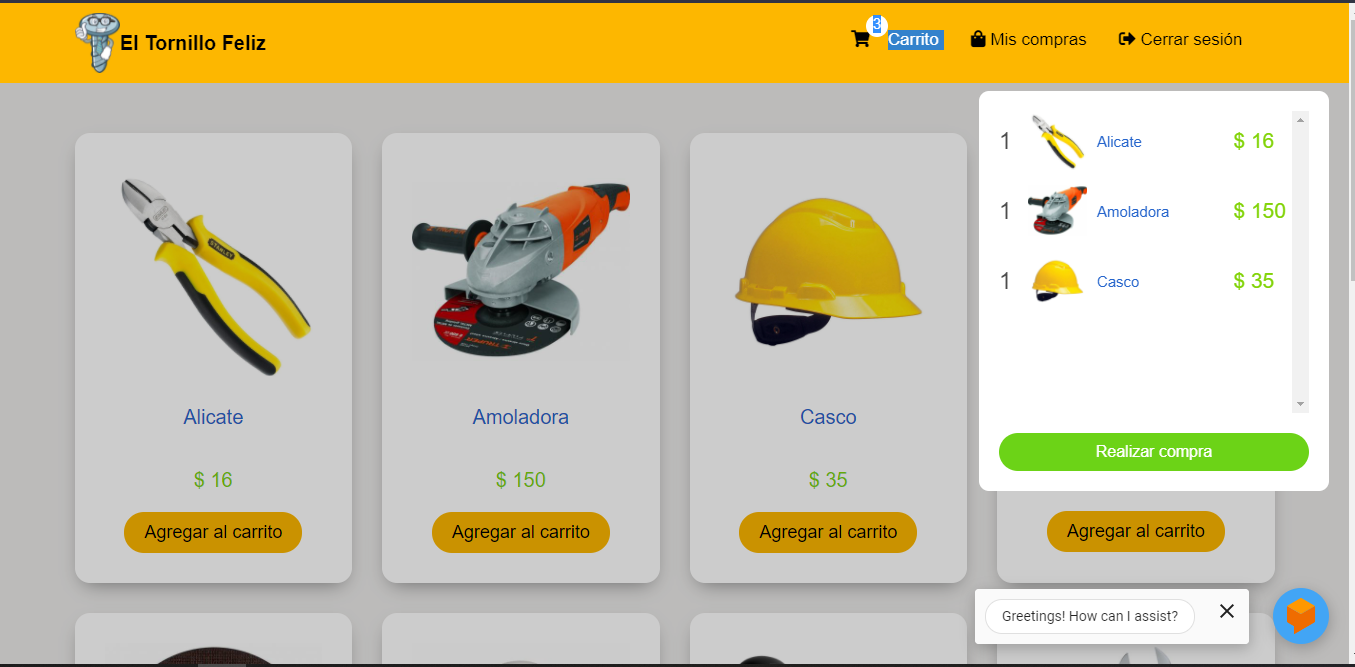 El Tornillo Feliz
3
Carrito
Mis compras
Cerrar sesión
1 Alicate $ 16
1 Amoladora $ 150
1 Casco $ 35
Realizar compra
STANLEY
Alicate
$ 16
Agregar al carrito
Amoladora
$ 150
Agregar al carrito
Casco
$ 35
Agregar al carrito
Agregar al carrito
Greetings! How can I assist?